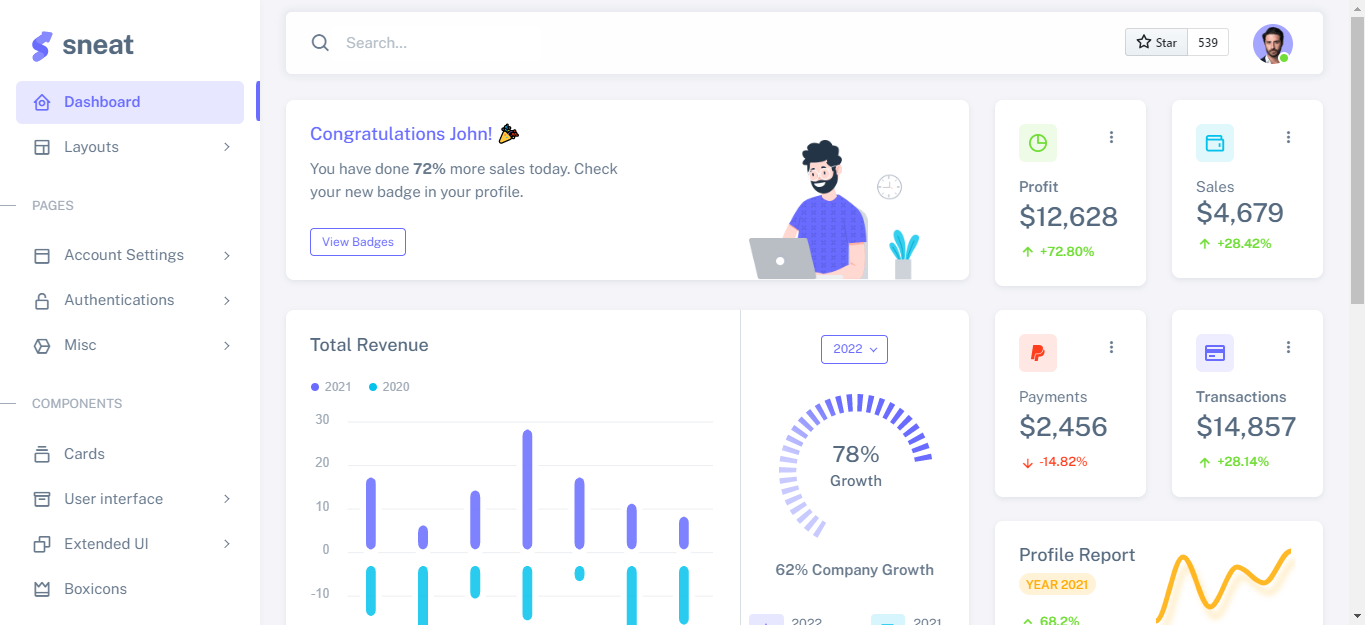 sneat
Dashboard
Layouts
PAGES
Account Settings
Authentications
Misc
COMPONENTS
Cards
User interface
Extended UI
Boxicons
Search...
Star 539
Congratulations John! 🎉
You have done 72% more sales today. Check
your new badge in your profile.
View Badges
Profit
$12,628
+72.80%
Sales
$4,679
+28.42%
Total Revenue
2021 2020
30
20
10
0
-10
2022
78%
Growth
62% Company Growth
2022 2021
Payments
$2,456
-14.82%
Transactions
$14,857
+28.14%
Profile Report
YEAR 2021
68.2%